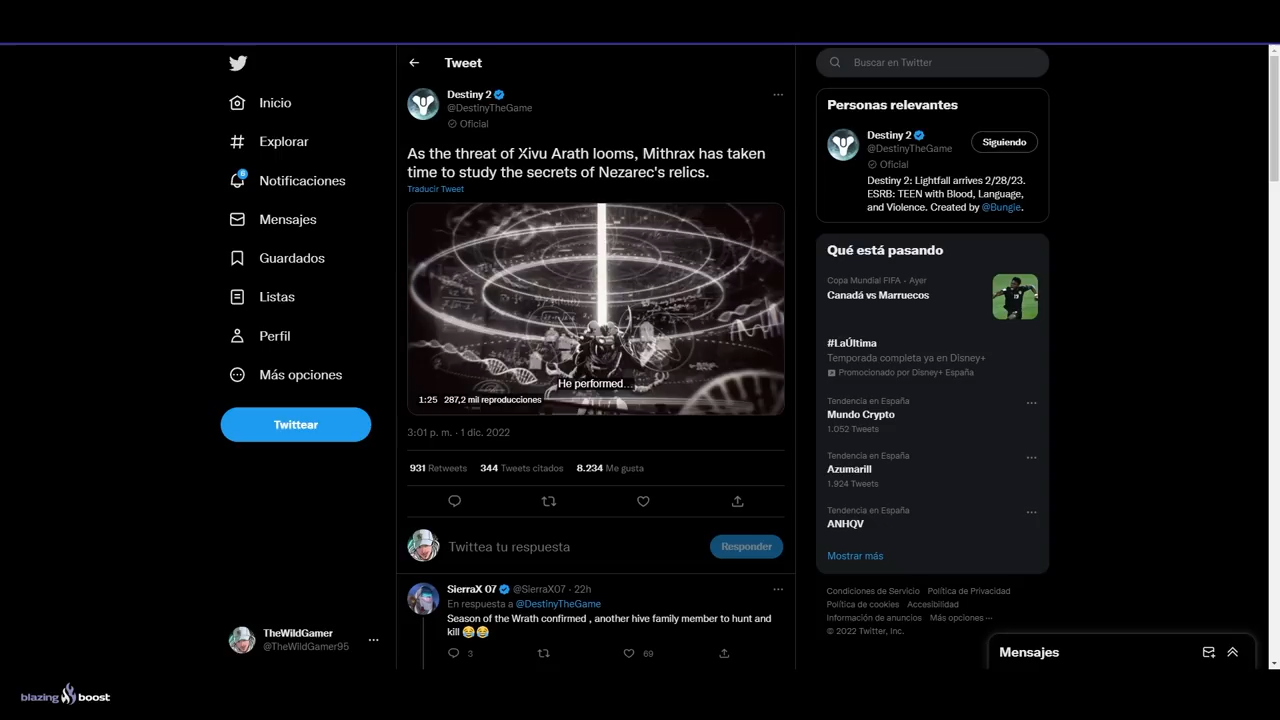 Inicio
Explorar
6
Notificaciones
Mensajes
Guardados
Listas
Perfil
Más opciones
Twittear
TheWildGamer
@TheWildGamer95
Tweet
Destiny 2
@DestinyTheGame
Oficial
As the threat of Xivu Arath looms, Mithrax has taken
time to study the secrets of Nezarec's relics.
Traducir Tweet
He performed...
1:25 287,2 mil reproducciones
3:01 p. m. · 1 dic. 2022
931 Retweets 344 Tweets citados 8.234 Me gusta
Twittea tu respuesta
Responder
SierraX 07 @SierraX07 · 22h
En respuesta a @DestinyTheGame
Season of the Wrath confirmed , another hive family member to hunt and
kill 😂😂
3 69
Buscar en Twitter
Personas relevantes
Destiny 2
@DestinyTheGame
Oficial
Siguiendo
Destiny 2: Lightfall arrives 2/28/23.
ESRB: TEEN with Blood, Language,
and Violence. Created by @Bungie.
Qué está pasando
Copa Mundial FIFA · Ayer
Canadá vs Marruecos
#LaÚltima
Temporada completa ya en Disney+
Promocionado por Disney+ España
Tendencia en España
Mundo Crypto
1.052 Tweets
Tendencia en España
Azumarill
1.924 Tweets
Tendencia en España
ANHQV
Mostrar más
Condiciones de Servicio Política de Privacidad
Política de cookies Accesibilidad
Información de anuncios Más opciones ···
© 2022 Twitter, Inc.
Mensajes
blazing boost